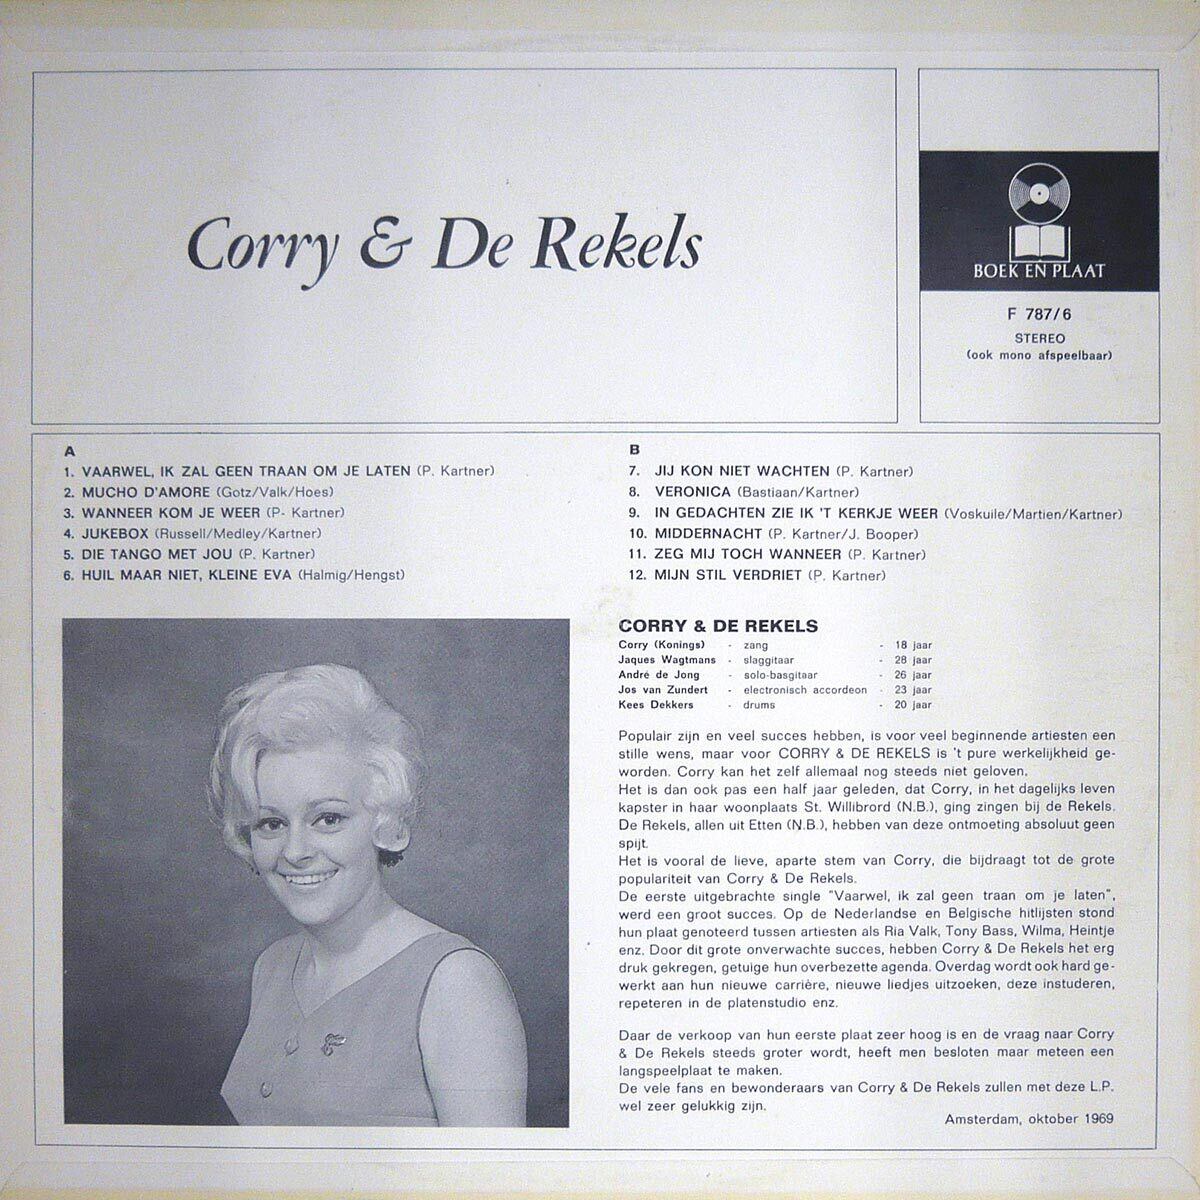 Corry & De Rekels
BOEK EN PLAAT
F 787/6
STEREO
(ook mono afspeelbaar)
A
1. VAARWEL, IK ZAL GEEN TRAAN OM JE LATEN (P. Kartner)
2. MUCHO D'AMORE (Gotz/Valk/Hoes)
3. WANNEER KOM JE WEER (P- Kartner)
4. JUKEBOX (Russell/Medley/Kartner)
5. DIE TANGO MET JOU (P. Kartner)
6. HUIL MAAR NIET, KLEINE EVA (Halmig/Hengst)
B
7. JIJ KON NIET WACHTEN (P. Kartner)
8. VERONICA (Bastiaan/Kartner)
9. IN GEDACHTEN ZIE IK 'T KERKJE WEER (Voskuile/Martien/Kartner)
10. MIDDERNACHT (P. Kartner/J. Booper)
11. ZEG MIJ TOCH WANNEER (P. Kartner)
12. MIJN STIL VERDRIET (P. Kartner)
CORRY & DE REKELS
Corry (Konings) - zang - 18 jaar
Jaques Wagtmans - slaggitaar - 28 jaar
André de Jong - solo-basgitaar - 26 jaar
Jos van Zundert - electronisch accordeon - 23 jaar
Kees Dekkers - drums - 20 jaar
Populair zijn en veel succes hebben, is voor veel beginnende artiesten een
stille wens, maar voor CORRY & DE REKELS is 't pure werkelijkheid ge-
worden. Corry kan het zelf allemaal nog steeds niet geloven.
Het is dan ook pas een half jaar geleden, dat Corry, in het dagelijks leven
kapster in haar woonplaats St. Willibrord (N.B.), ging zingen bij de Rekels.
De Rekels, allen uit Etten (N.B.), hebben van deze ontmoeting absoluut geen
spijt.
Het is vooral de lieve, aparte stem van Corry, die bijdraagt tot de grote
populariteit van Corry & De Rekels.
De eerste uitgebrachte single "Vaarwel, ik zal geen traan om je laten",
werd een groot succes. Op de Nederlandse en Belgische hitlijsten stond
hun plaat genoteerd tussen artiesten als Ria Valk, Tony Bass, Wilma, Heintje
enz. Door dit grote onverwachte succes, hebben Corry & De Rekels het erg
druk gekregen, getuige hun overbezette agenda. Overdag wordt ook hard ge-
werkt aan hun nieuwe carrière, nieuwe liedjes uitzoeken, deze instuderen,
repeteren in de platenstudio enz.
Daar de verkoop van hun eerste plaat zeer hoog is en de vraag naar Corry
& De Rekels steeds groter wordt, heeft men besloten maar meteen een
langspeelplaat te maken.
De vele fans en bewonderaars van Corry & De Rekels zullen met deze L.P.
wel zeer gelukkig zijn.
Amsterdam, oktober 1969